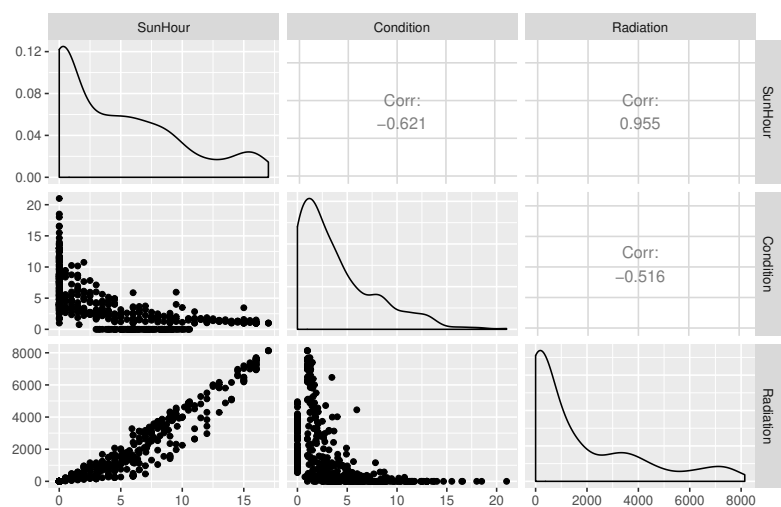 SunHour Condition Radiation
0.12
0.08
0.04
0.00
Corr:
−0.621
Corr:
0.955
SunHour
20
15
10
5
0
Corr:
−0.516
Condition
8000
6000
4000
2000
0
Radiation
0 5 10 15
0 5 10 15 20
0 2000 4000 6000 8000